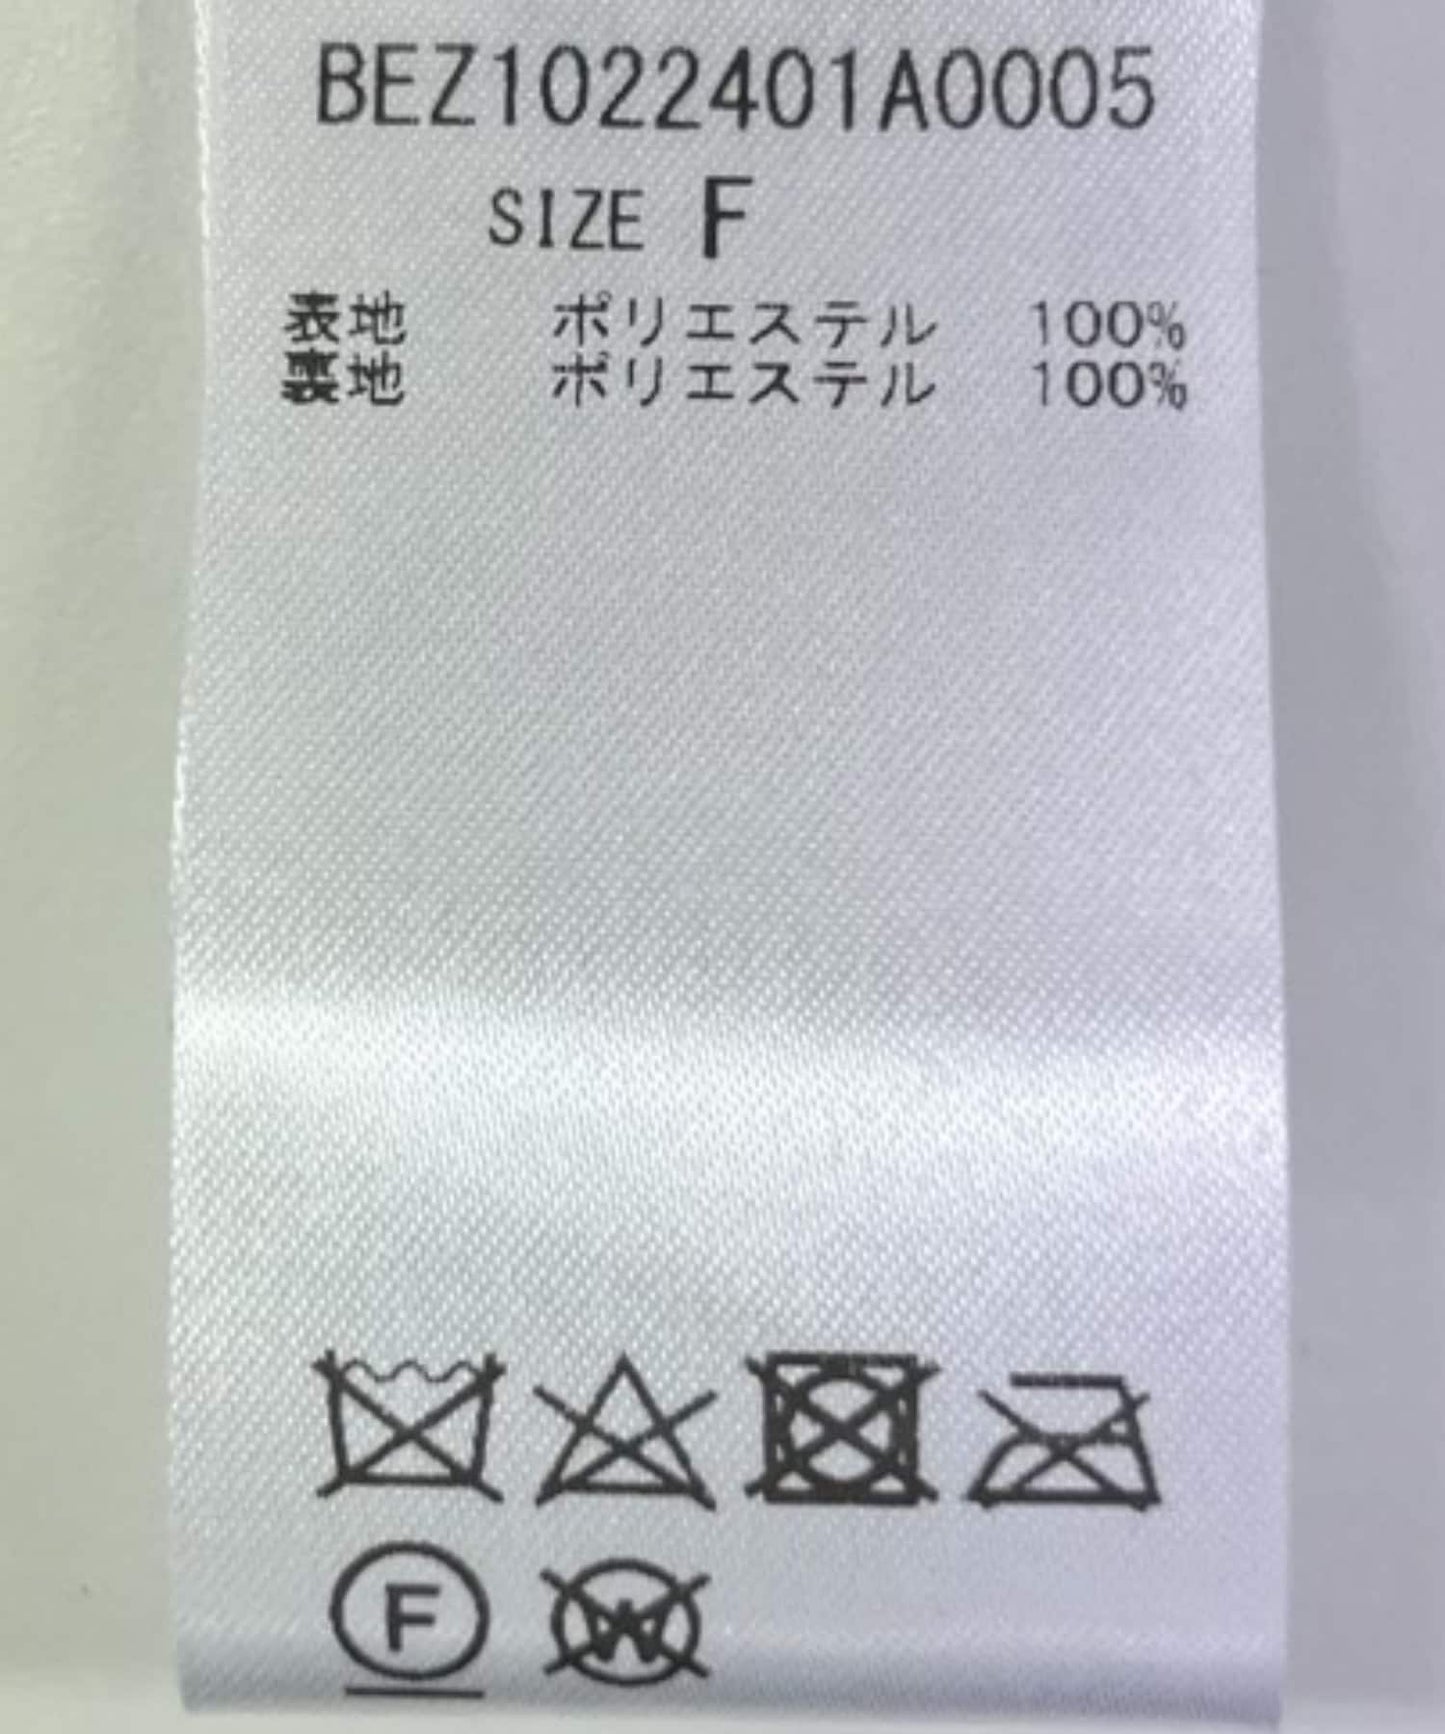 BEZ1022401A0005
SIZE F
表地 ポリエステル 100%
裏地 ポリエステル 100%
F
W